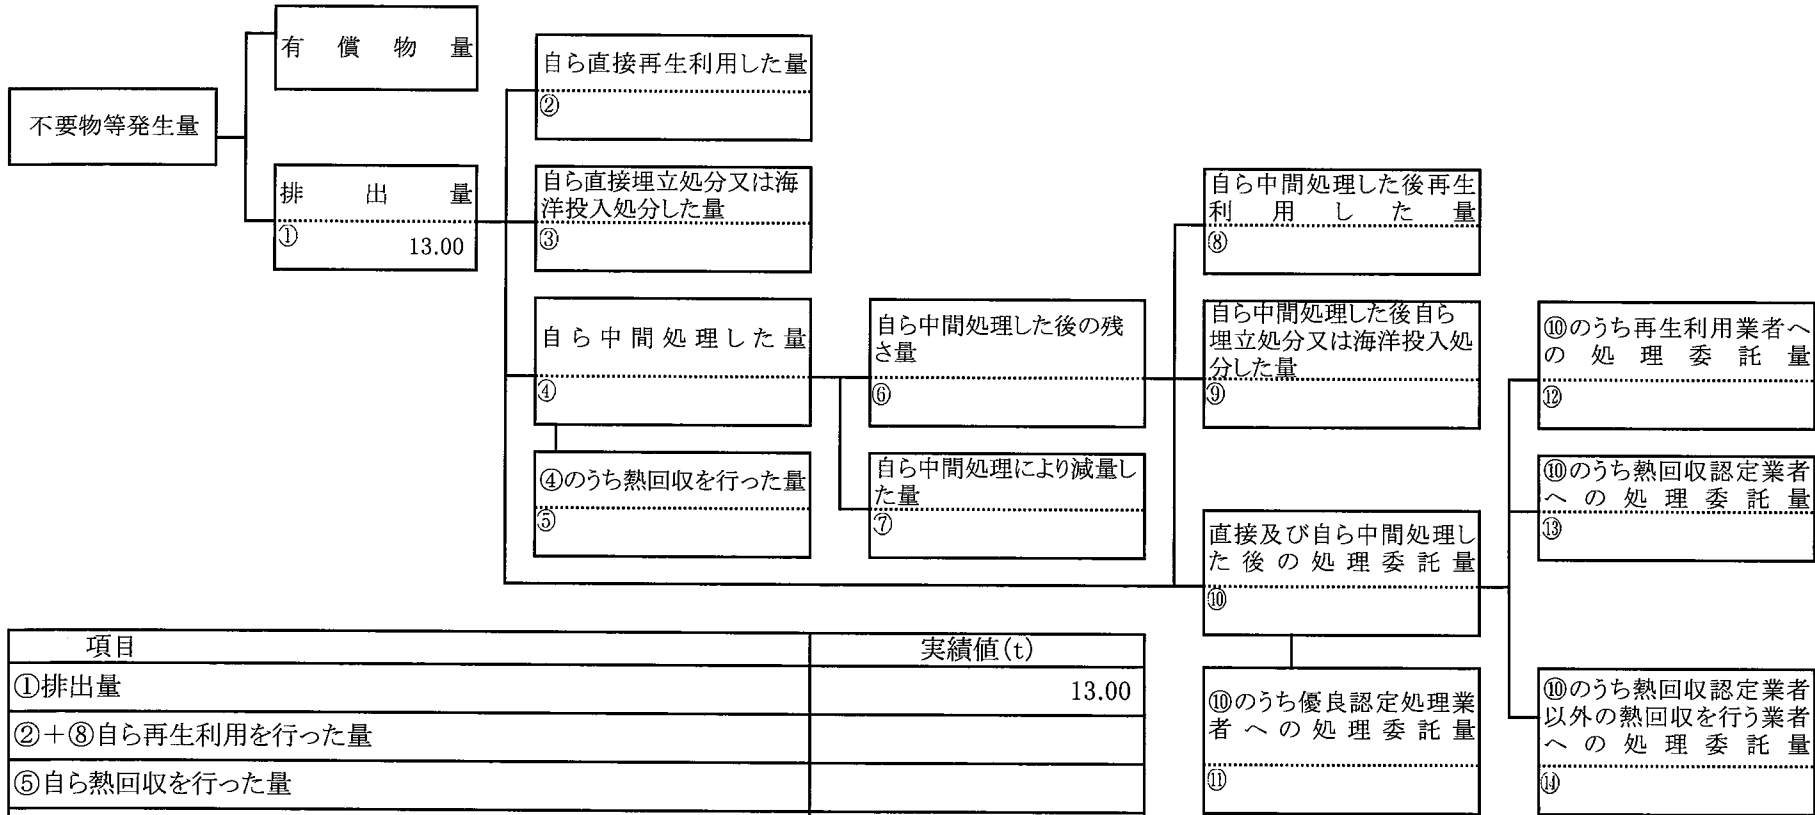 有償物量
不要物等発生量
排出量
①
13.00
自ら直接再生利用した量
②
自ら直接埋立処分又は海
洋投入処分した量
③
自ら中間処理した量
④
④のうち熱回収を行った量
⑤
自ら中間処理した後の残
さ量
⑥
自ら中間処理により減量し
た量
⑦
自ら中間処理した後再生
利用した量
⑧
自ら中間処理した後自ら
埋立処分又は海洋投入処
分した量
⑨
直接及び自ら中間処理し
た後の処理委託量
⑩
⑩のうち優良認定処理業
者への処理委託量
⑪
⑩のうち再生利用業者へ
の処理委託量
⑫
⑩のうち熱回収認定業者
への処理委託量
⑬
⑩のうち熱回収認定業者
以外の熱回収を行う業者
への処理委託量
⑭
項目 実績値(t)
①排出量 13.00
②+⑧自ら再生利用を行った量
⑤自ら熱回収を行った量